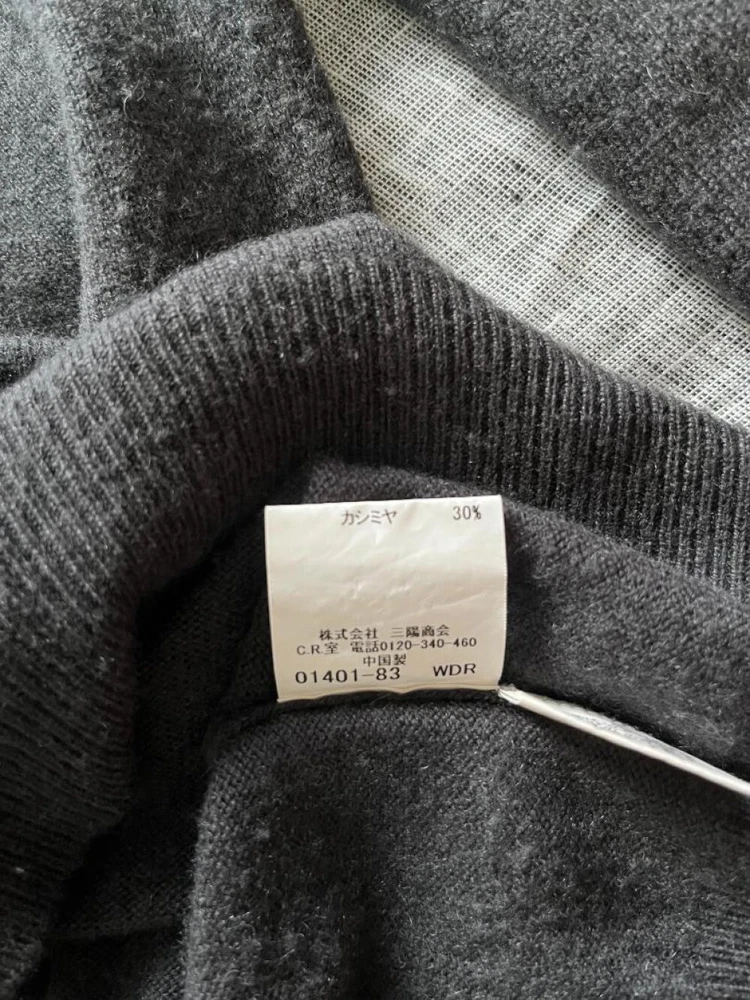 カシミヤ 30%
株式会社 三陽商会
C.R.室 電話0120-340-460
中国製
01401-83 WDR